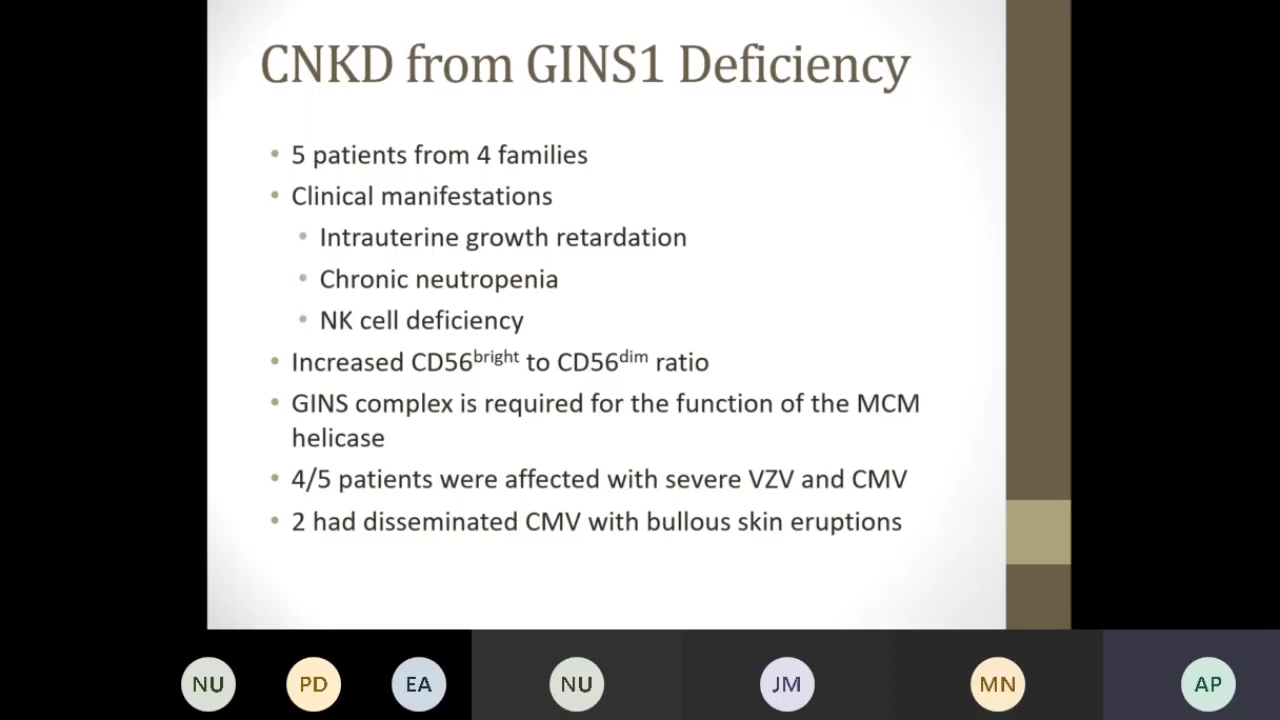 CNKD from GINS1 Deficiency
• 5 patients from 4 families
• Clinical manifestations
• Intrauterine growth retardation
• Chronic neutropenia
• NK cell deficiency
• Increased CD56bright to CD56dim ratio
• GINS complex is required for the function of the MCM
helicase
• 4/5 patients were affected with severe VZV and CMV
• 2 had disseminated CMV with bullous skin eruptions
NU PD EA NU JM MN AP